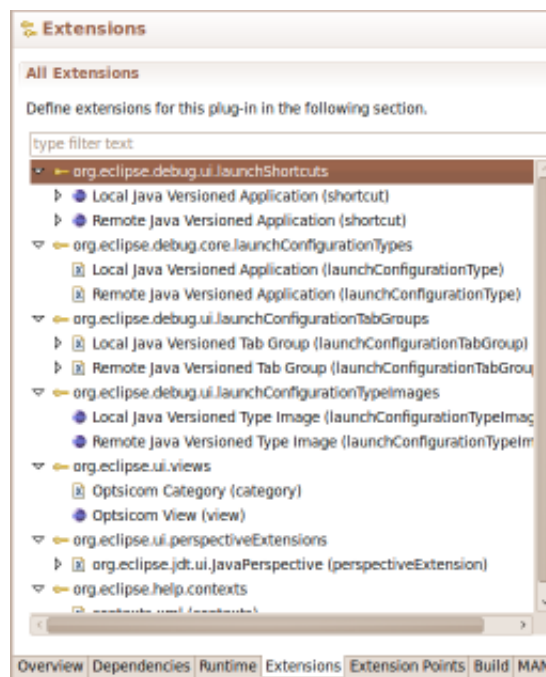 Extensions
All Extensions
Define extensions for this plug-in in the following section.
type filter text
org.eclipse.debug.ui.launchShortcuts
Local Java Versioned Application (shortcut)
Remote Java Versioned Application (shortcut)
org.eclipse.debug.core.launchConfigurationTypes
Local Java Versioned Application (launchConfigurationType)
Remote Java Versioned Application (launchConfigurationType)
org.eclipse.debug.ui.launchConfigurationTabGroups
Local Java Versioned Tab Group (launchConfigurationTabGroup)
Remote Java Versioned Tab Group (launchConfigurationTabGrou
org.eclipse.debug.ui.launchConfigurationTypeImages
Local Java Versioned Type Image (launchConfigurationTypeImag
Remote Java Versioned Type Image (launchConfigurationTypeIm
org.eclipse.ui.views
Optsicom Category (category)
Optsicom View (view)
org.eclipse.ui.perspectiveExtensions
org.eclipse.jdt.ui.JavaPerspective (perspectiveExtension)
org.eclipse.help.contexts
Overview Dependencies Runtime Extensions Extension Points Build MAN